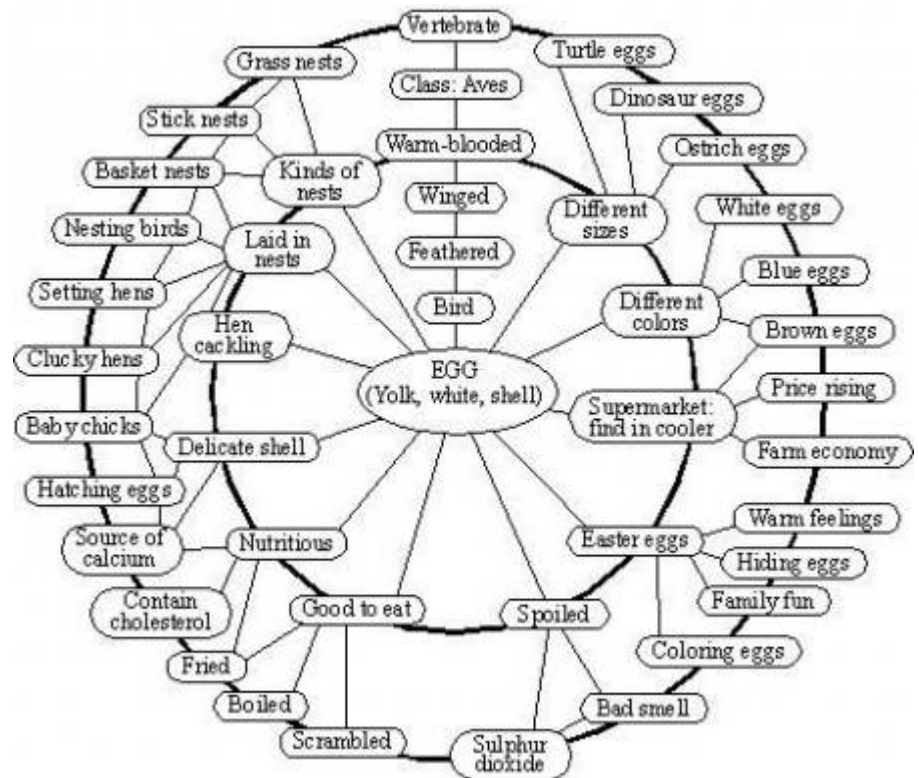 Vertebrate
Grass nests
Turtle eggs
Class: Aves
Dinosaur eggs
Stick nests
Warm-blooded
Ostrich eggs
Basket nests
Kinds of
nests
Winged
Different
sizes
White eggs
Nesting birds
Laid in
nests
Feathered
Blue eggs
Setting hens
Bird
Different
colors
Hen
cackling
Brown eggs
Clucky hens
EGG
(Yolk, white, shell)
Price rising
Supermarket:
find in cooler
Baby chicks
Delicate shell
Farm economy
Hatching eggs
Warm feelings
Source of
calcium
Nutritious
Easter eggs
Hiding eggs
Contain
cholesterol
Good to eat
Spoiled
Family fun
Coloring eggs
Fried
Boiled
Bad smell
Scrambled
Sulphur
dioxide